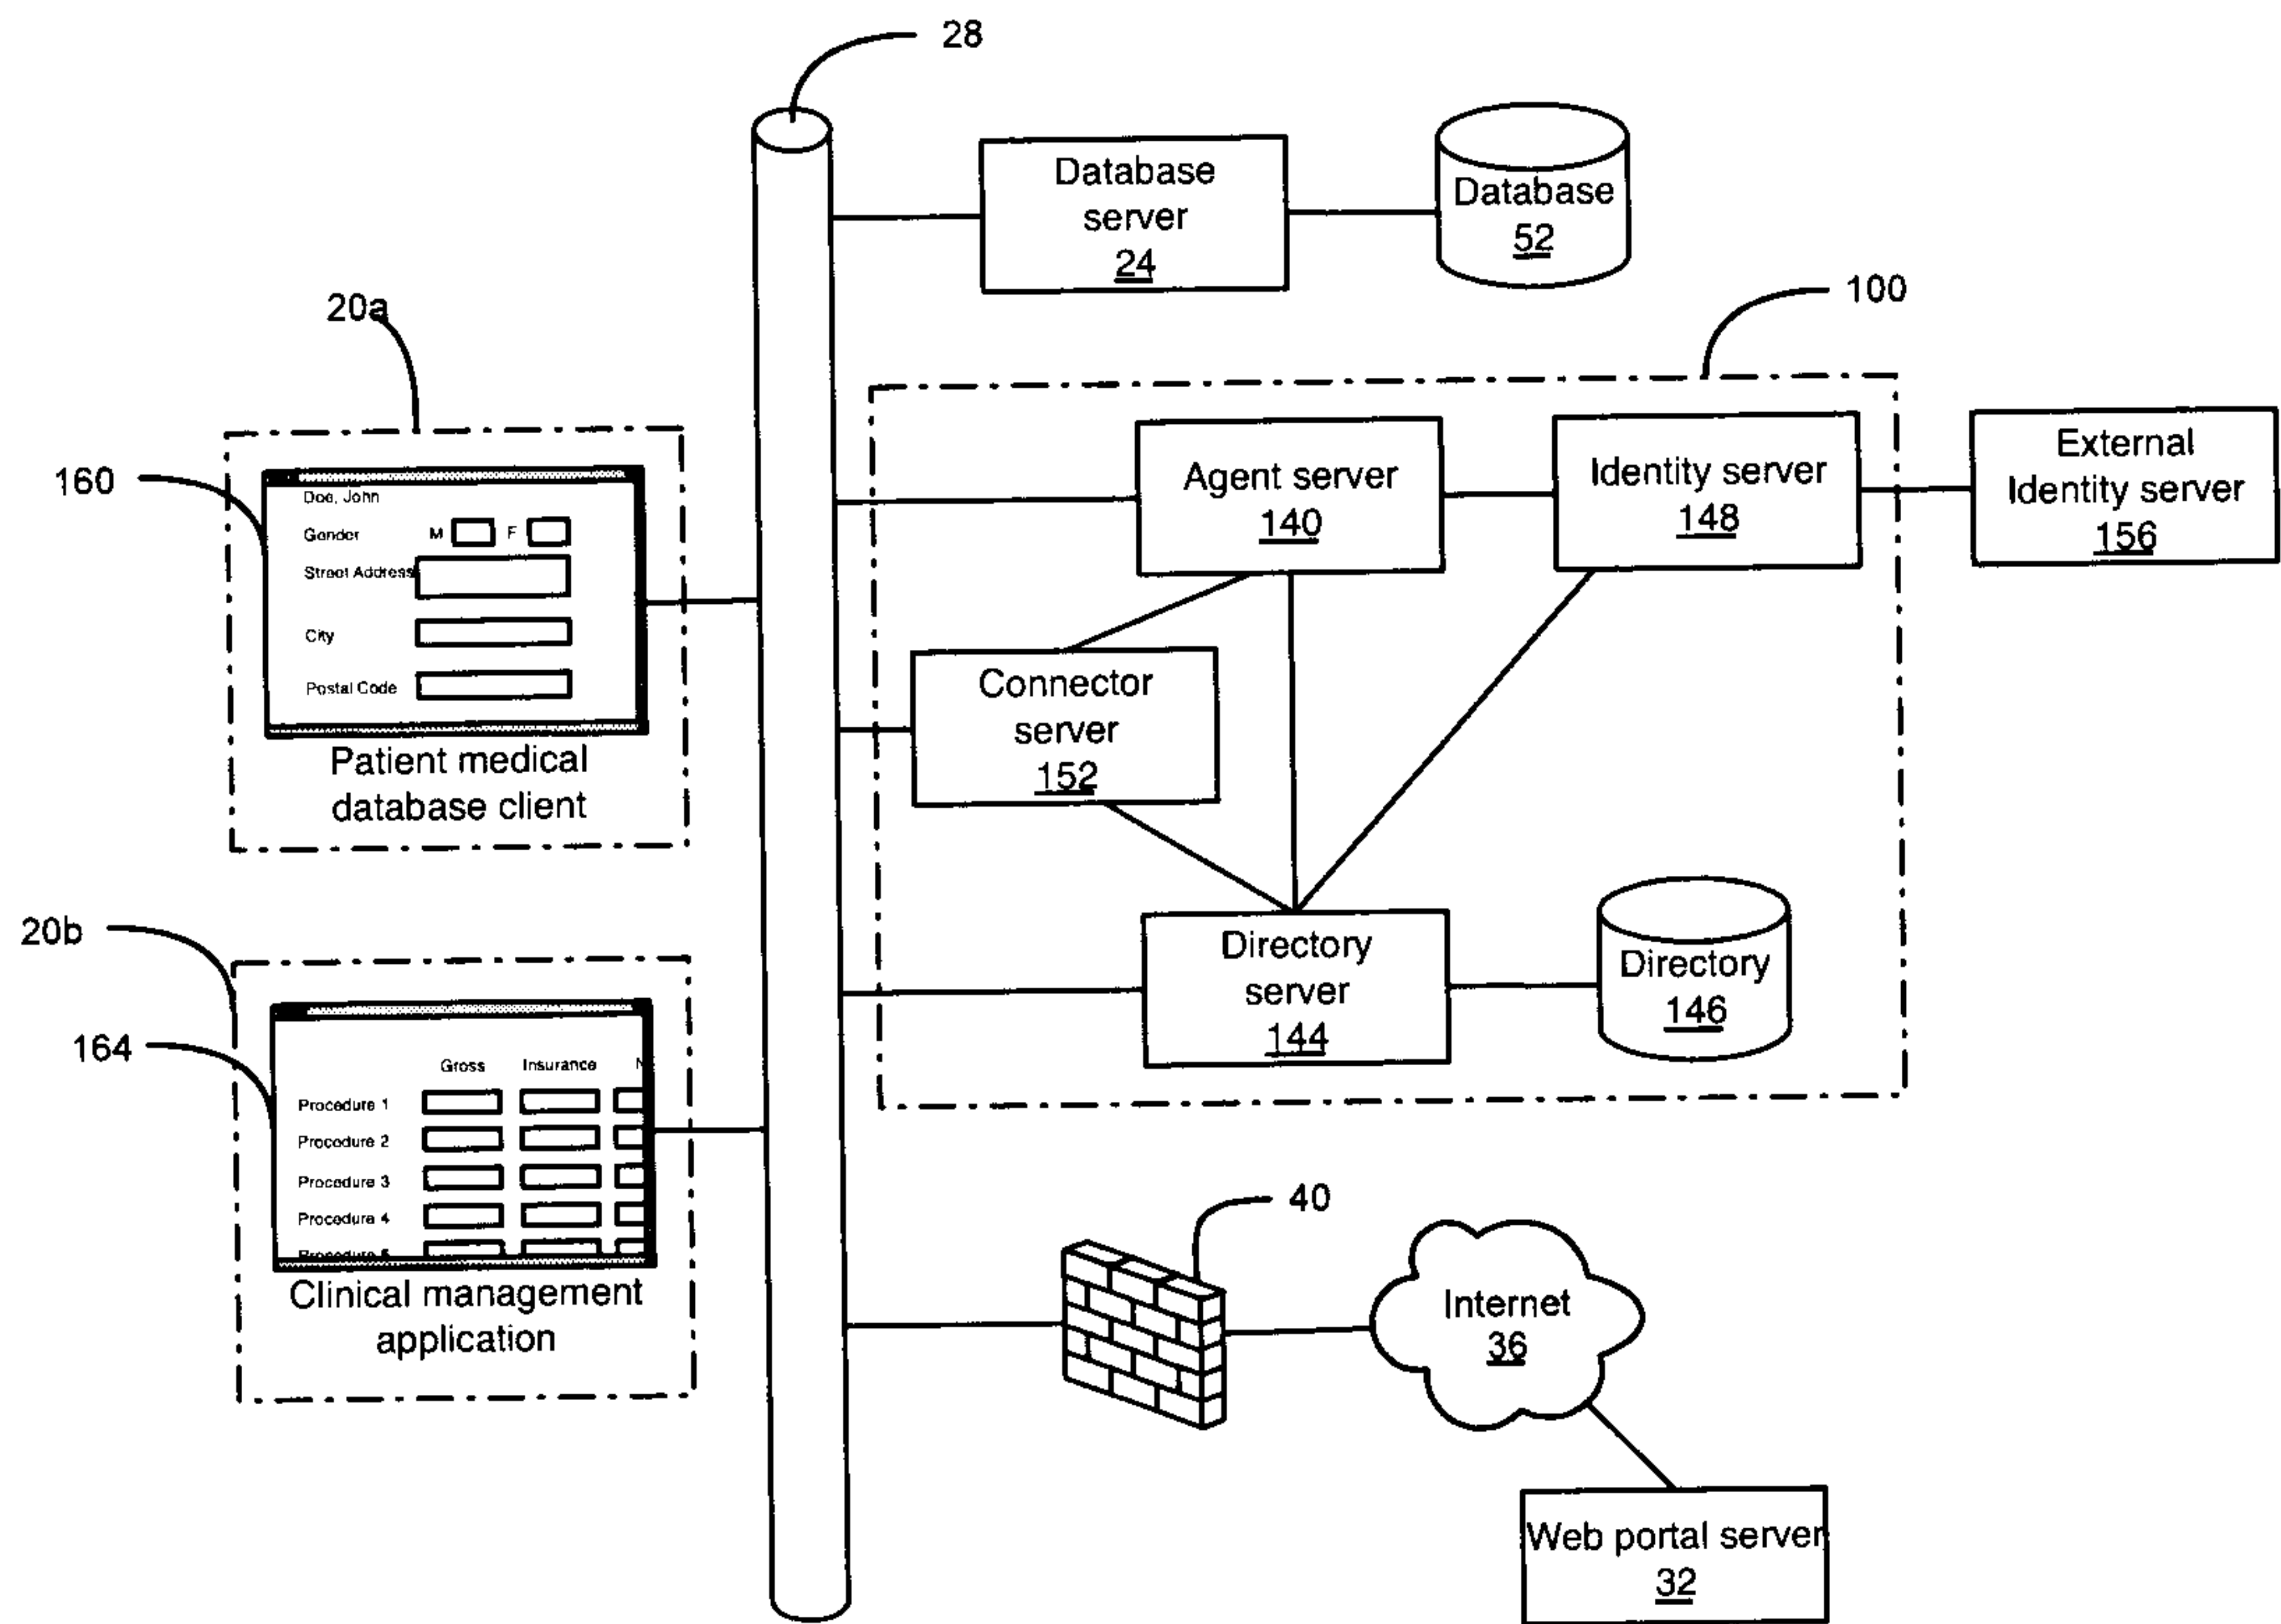 28
Database
server
24
Database
52
20a
100
160
Doe, John
Gender M F
Street Address
City
Postal Code
Patient medical
database client
Agent server
140
Identity server
148
External
Identity server
156
Connector
server
152
Directory
server
144
Directory
146
20b
164
Gross Insurance N
Procedure 1
Procedure 2
Procedure 3
Procedure 4
Procedure 5
Clinical management
application
40
Internet
36
Web portal server
32